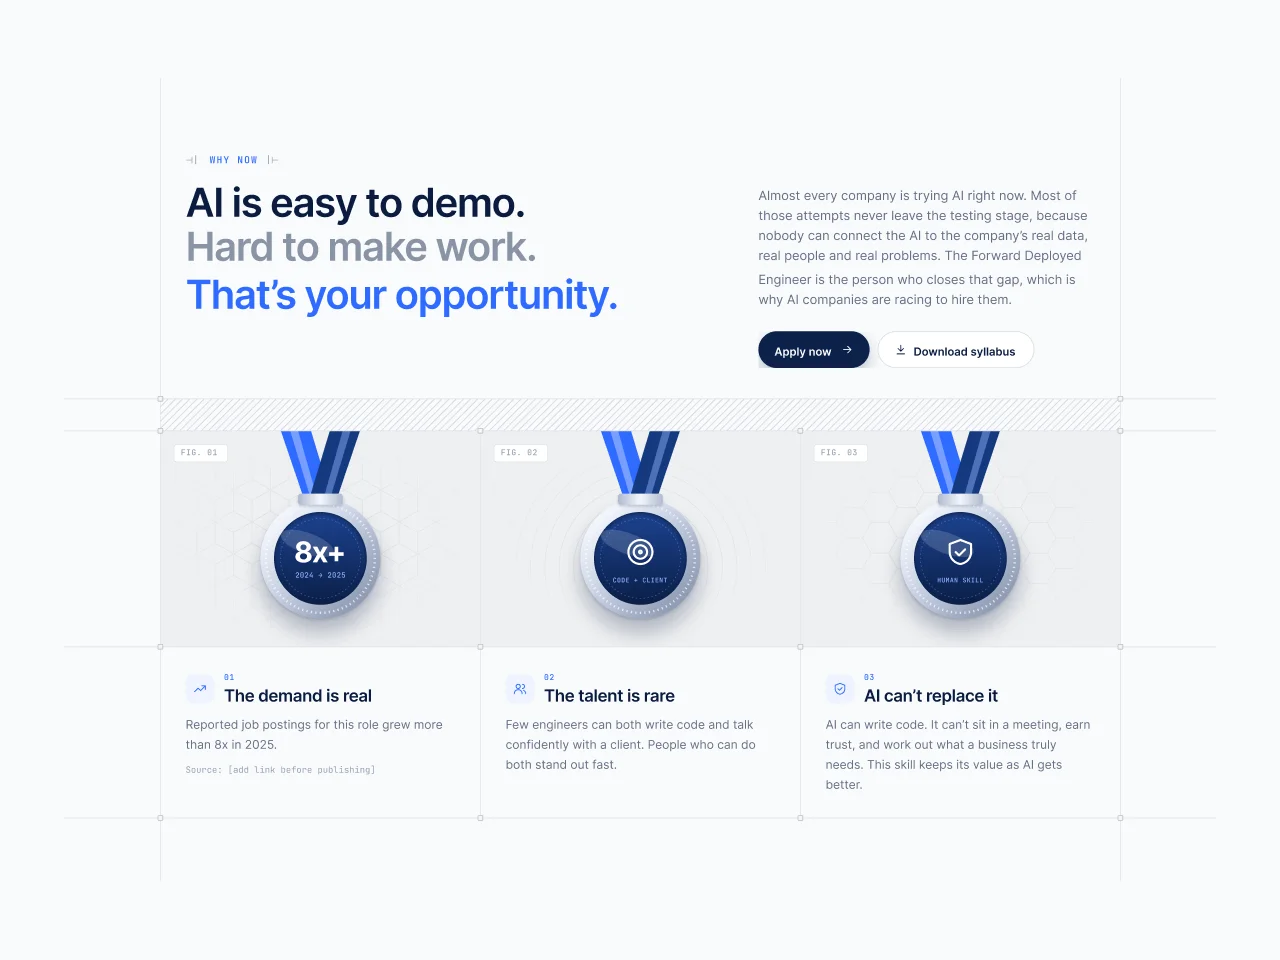 WHY NOW
AI is easy to demo.
Hard to make work.
That's your opportunity.
Almost every company is trying AI right now. Most of
those attempts never leave the testing stage, because
nobody can connect the AI to the company's real data,
real people and real problems. The Forward Deployed
Engineer is the person who closes that gap, which is
why AI companies are racing to hire them.
Apply now →
Download syllabus
FIG. 01
8x+
2024 → 2025
FIG. 02
CODE + CLIENT
FIG. 03
HUMAN SKILL
01
The demand is real
Reported job postings for this role grew more
than 8x in 2025.
Source: [add link before publishing]
02
The talent is rare
Few engineers can both write code and talk
confidently with a client. People who can do
both stand out fast.
03
AI can't replace it
AI can write code. It can't sit in a meeting, earn
trust, and work out what a business truly
needs. This skill keeps its value as AI gets
better.